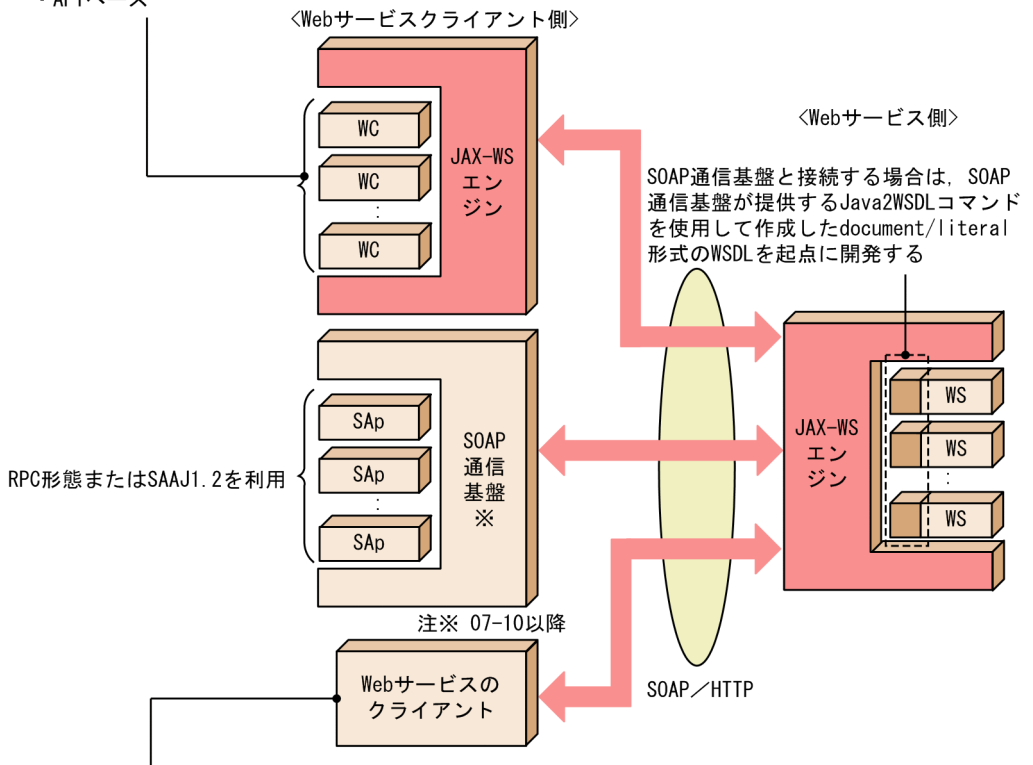 ・APIベース
〈Webサービスクライアント側〉
WC
WC
:
WC
JAX-WS
エン
ジン
〈Webサービス側〉
SOAP通信基盤と接続する場合は，SOAP
通信基盤が提供するJava2WSDLコマンド
を使用して作成したdocument/literal
形式のWSDLを起点に開発する
RPC形態またはSAAJ1.2を利用
SAp
SAp
:
SAp
SOAP
通信
基盤
※
JAX-WS
エン
ジン
WS
WS
:
WS
注※ 07-10以降
Webサービスの
クライアント
SOAP／HTTP